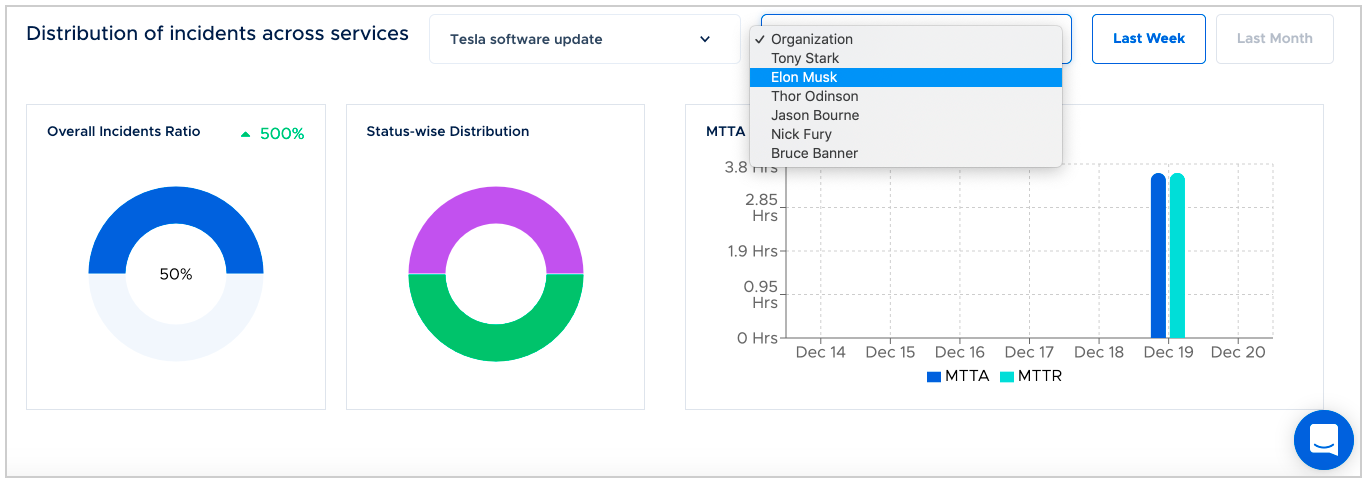 Distribution of incidents across services
Tesla software update
✓ Organization
Tony Stark
Elon Musk
Thor Odinson
Jason Bourne
Nick Fury
Bruce Banner
Last Week
Last Month
Overall Incidents Ratio
500%
50%
Status-wise Distribution
MTTA
3.8 Hrs
2.85
Hrs
1.9 Hrs
0.95
Hrs
0 Hrs
Dec 14 Dec 15 Dec 16 Dec 17 Dec 18 Dec 19 Dec 20
MTTA MTTR